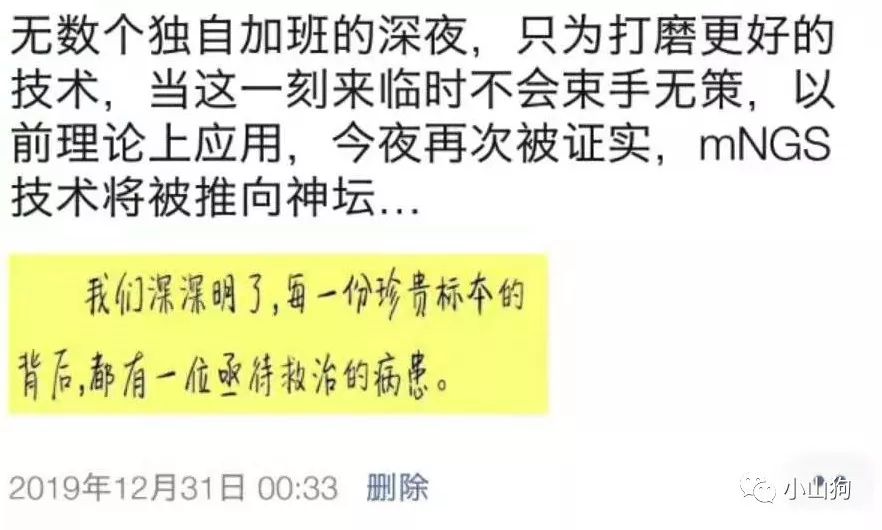 无数个独自加班的深夜，只为打磨更好的
技术，当这一刻来临时不会束手无策，以
前理论上应用，今夜再次被证实，mNGS
技术将被推向神坛...
我们深深明了，每一份珍贵标本的
背后，都有一位亟待救治的病患。
2019年12月31日 00:33 删除
小山狗